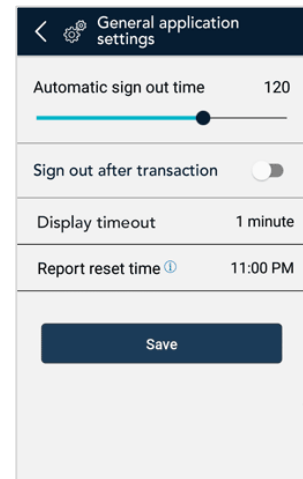 General application
settings
Automatic sign out time 120
Sign out after transaction
Display timeout 1 minute
Report reset time 11:00 PM
Save